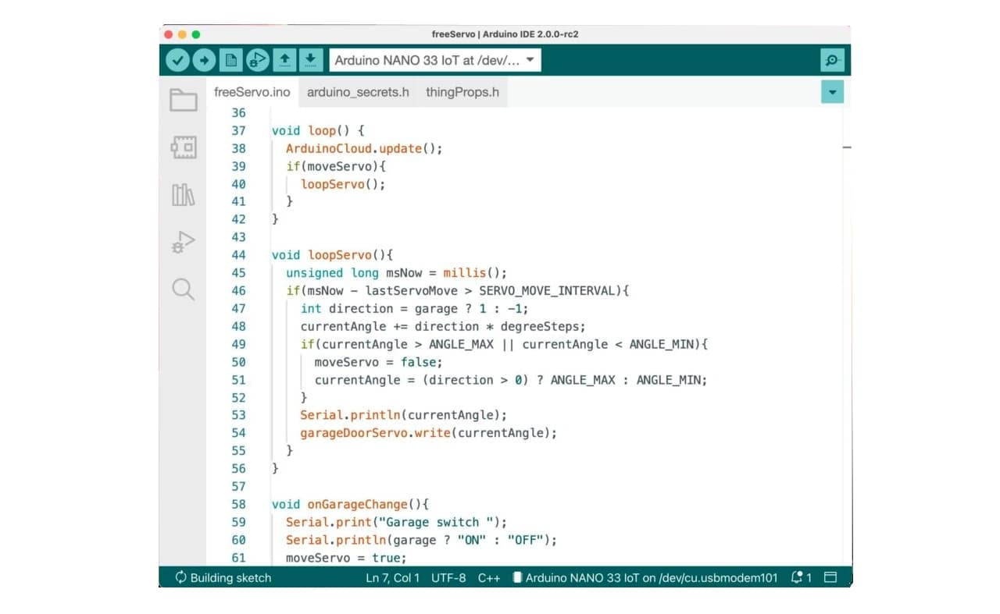 freeServo | Arduino IDE 2.0.0-rc2
Arduino NANO 33 IoT at /dev/...
freeServo.ino arduino_secrets.h thingProps.h
36
37 void loop() {
38 ArduinoCloud.update();
39 if(moveServo){
40 loopServo();
41 }
42 }
43
44 void loopServo(){
45 unsigned long msNow = millis();
46 if(msNow - lastServoMove > SERVO_MOVE_INTERVAL){
47 int direction = garage ? 1 : -1;
48 currentAngle += direction * degreeSteps;
49 if(currentAngle > ANGLE_MAX || currentAngle < ANGLE_MIN){
50 moveServo = false;
51 currentAngle = (direction > 0) ? ANGLE_MAX : ANGLE_MIN;
52 }
53 Serial.println(currentAngle);
54 garageDoorServo.write(currentAngle);
55 }
56 }
57
58 void onGarageChange(){
59 Serial.print("Garage switch ");
60 Serial.println(garage ? "ON" : "OFF");
61 moveServo = true;
Building sketch Ln 7, Col 1 UTF-8 C++ Arduino NANO 33 IoT on /dev/cu.usbmodem101 1